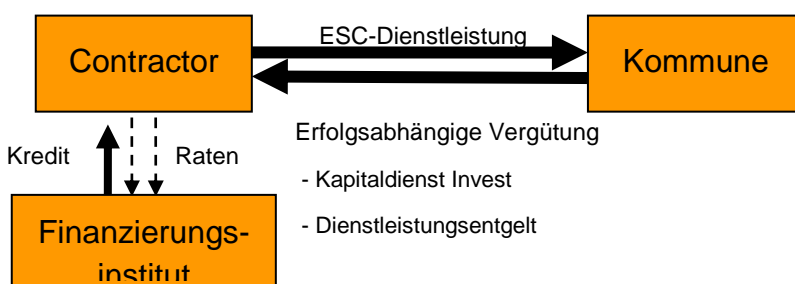 ESC-Dienstleistung
Contractor
Kommune
Erfolgsabhängige Vergütung
Kredit
Raten
- Kapitaldienst Invest
- Dienstleistungsentgelt
Finanzierungs-
institut